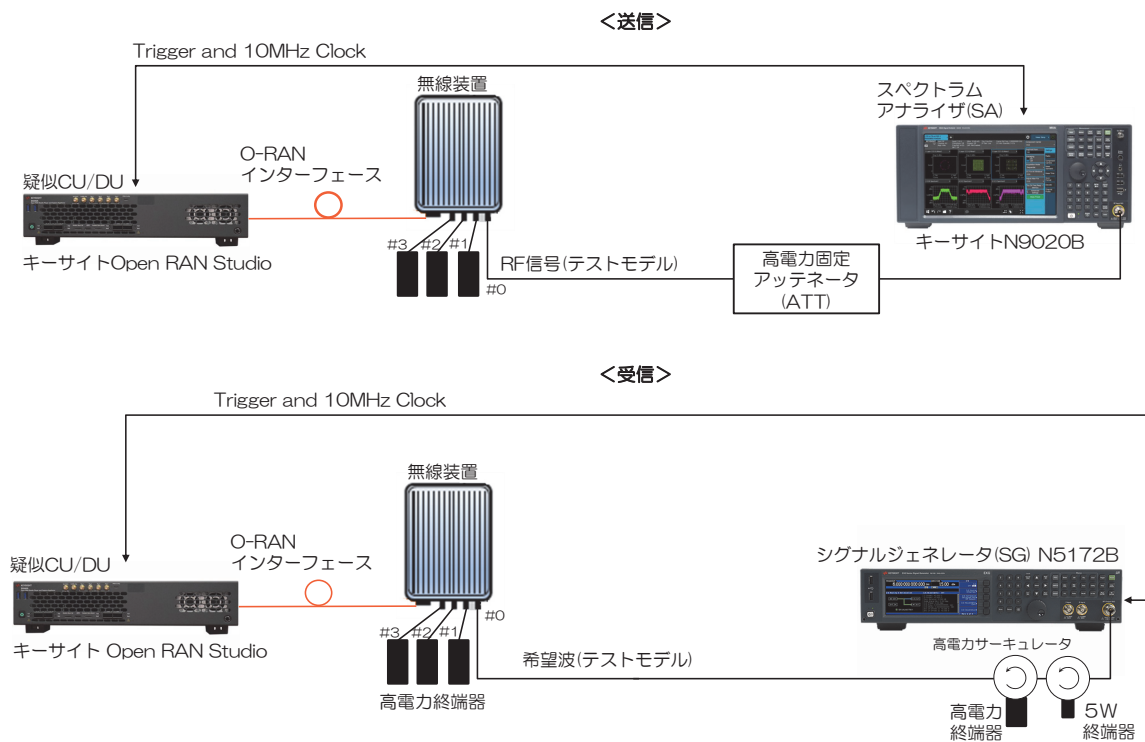 <送信>
Trigger and 10MHz Clock
無線装置
スペクトラム
アナライザ(SA)
O-RAN
インターフェース
疑似CU/DU
キーサイトOpen RAN Studio
#3
#2
#1
#0
RF信号(テストモデル)
高電力固定
アッテネータ
(ATT)
キーサイトN9020B
<受信>
Trigger and 10MHz Clock
無線装置
O-RAN
インターフェース
疑似CU/DU
シグナルジェネレータ(SG) N5172B
キーサイト Open RAN Studio
#3
#2
#1
#0
高電力終端器
希望波(テストモデル)
高電力サーキュレータ
高電力
終端器
5W
終端器